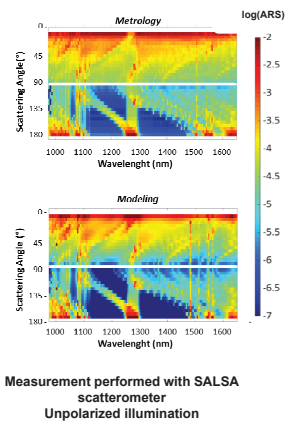 log(ARS)
Metrology
Scattering Angle(°)
0
45
90
135
180
1000 1100 1200 1300 1400 1500 1600
Wavelenght (nm)
-2
-2.5
-3
-3.5
-4
-4.5
-5
-5.5
-6
-6.5
-7
Modeling
Scattering Angle (°)
0
45
90
135
180
1000 1100 1200 1300 1400 1500 1600
Wavelenght (nm)
Measurement performed with SALSA
scatterometer
Unpolarized illumination